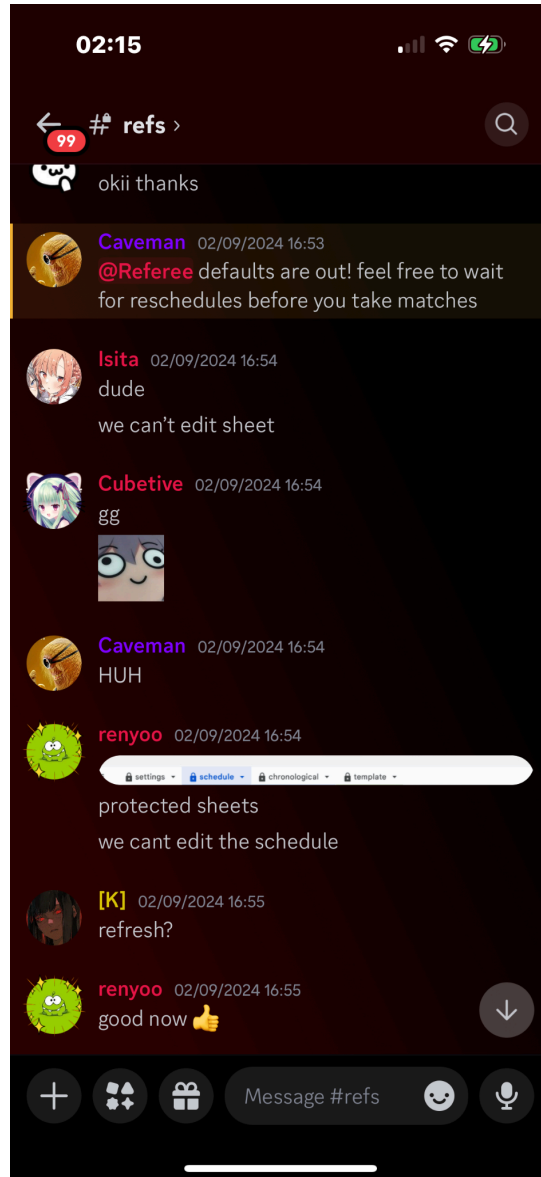 02:15
99
# refs ›
okii thanks
Caveman 02/09/2024 16:53
@Referee defaults are out! feel free to wait
for reschedules before you take matches
Isita 02/09/2024 16:54
dude
we can’t edit sheet
Cubetive 02/09/2024 16:54
gg
Caveman 02/09/2024 16:54
HUH
renyoo 02/09/2024 16:54
settings schedule chronological template
protected sheets
we cant edit the schedule
[K] 02/09/2024 16:55
refresh?
renyoo 02/09/2024 16:55
good now 👍
Message #refs